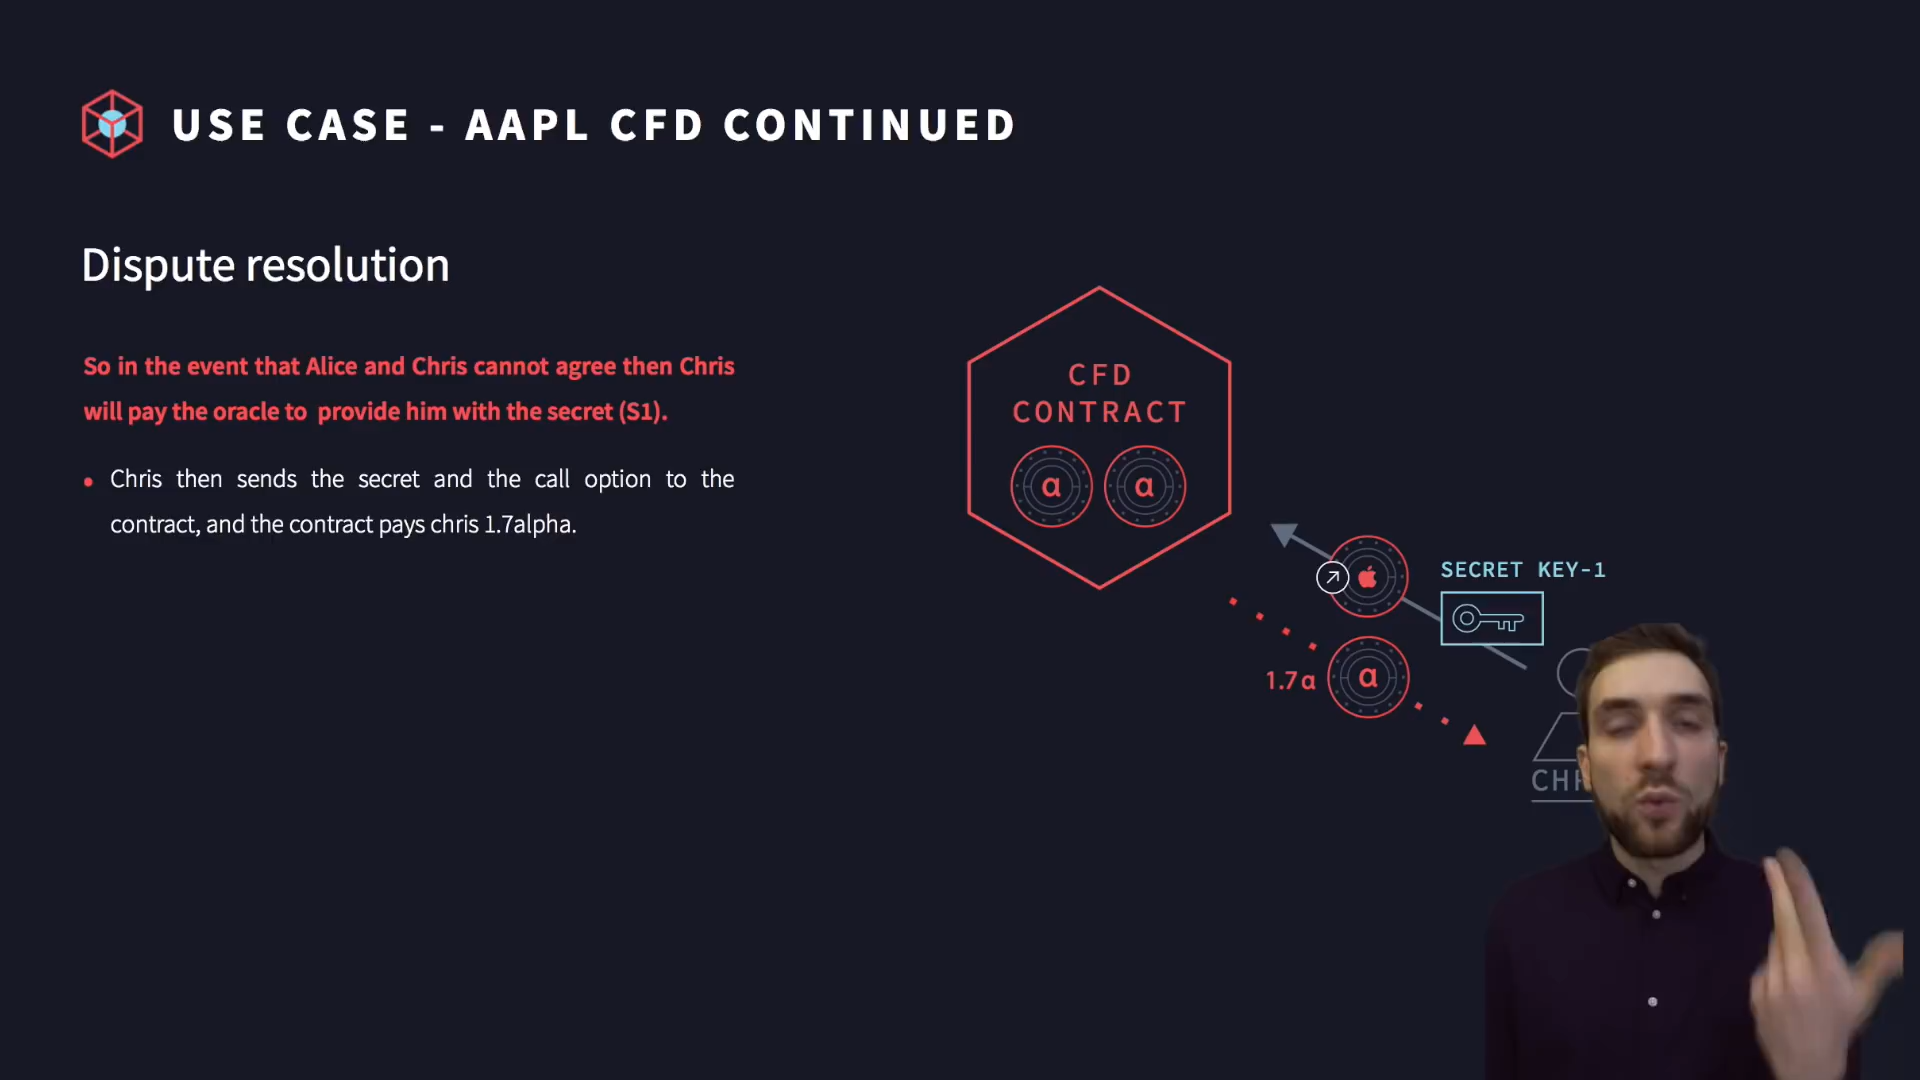 USE CASE - AAPL CFD CONTINUED
Dispute resolution
So in the event that Alice and Chris cannot agree then Chris
will pay the oracle to provide him with the secret (S1).
Chris then sends the secret and the call option to the
contract, and the contract pays chris 1.7alpha.
CFD
CONTRACT
α α
SECRET KEY-1
1.7α
α